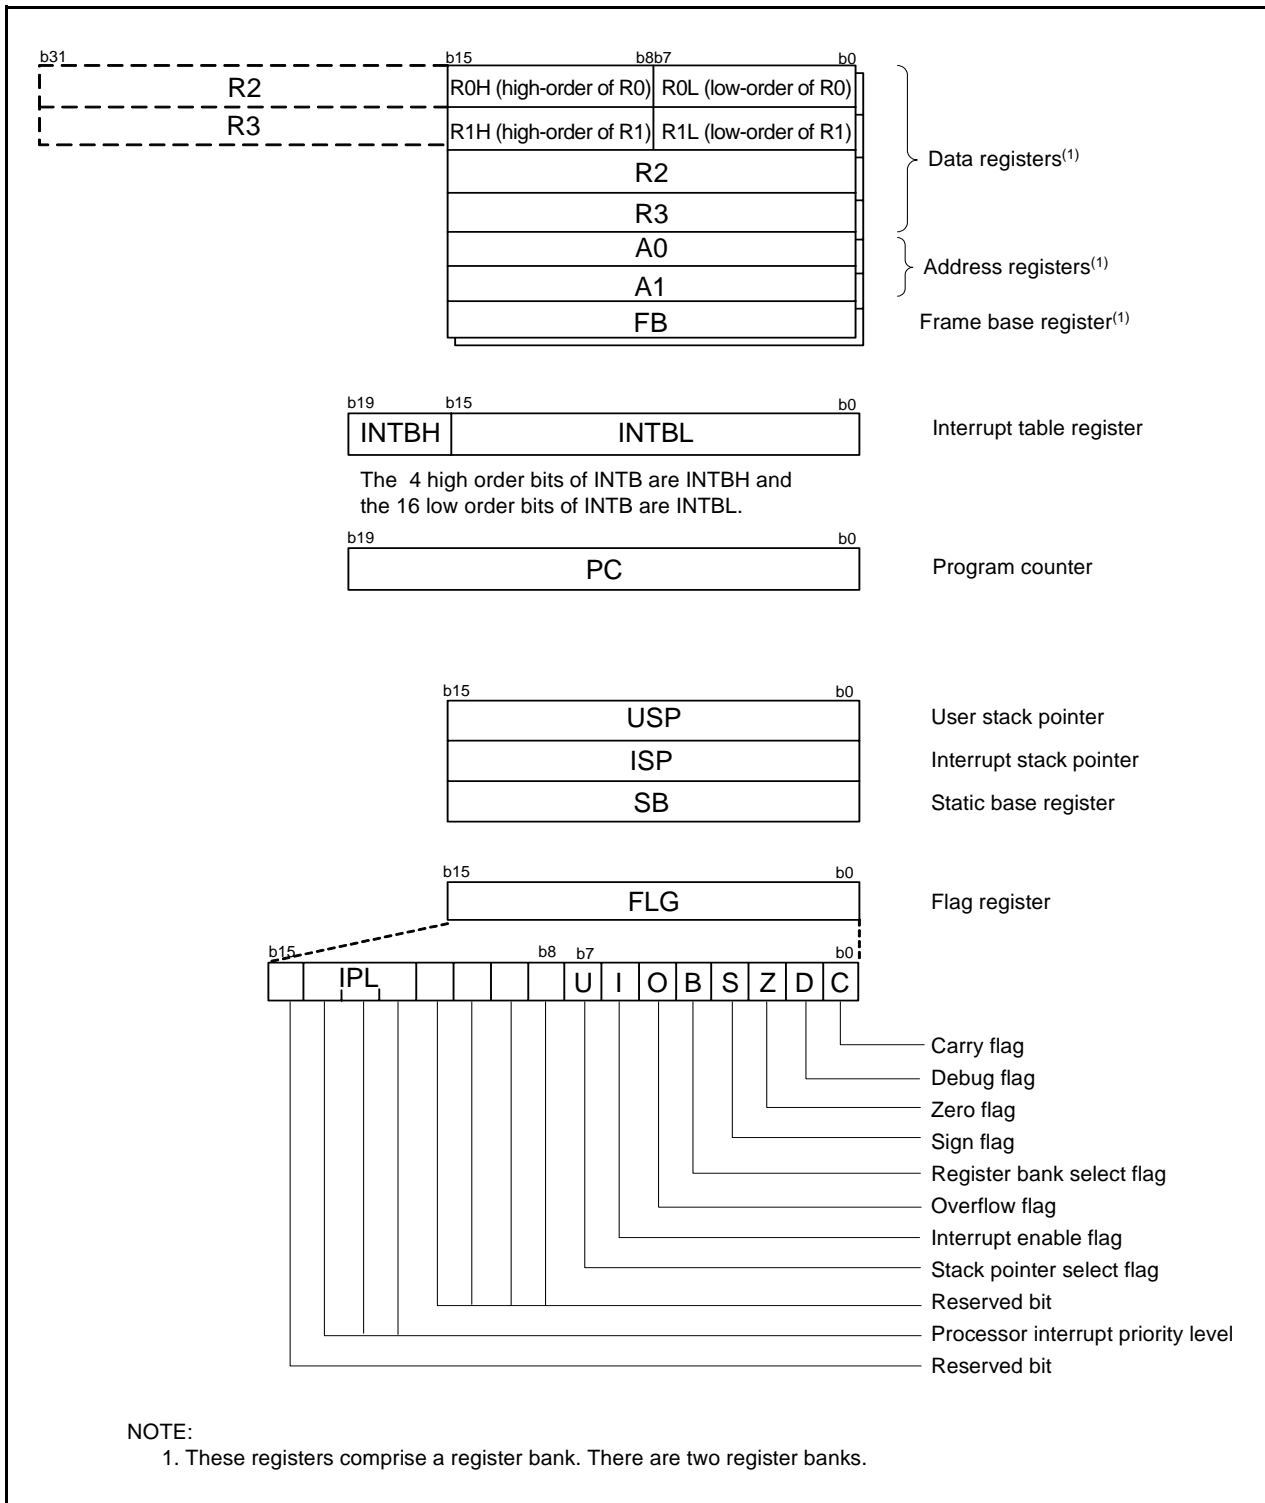 b31 b15 b8b7 b0
R2 R0H (high-order of R0) R0L (low-order of R0)
R3 R1H (high-order of R1) R1L (low-order of R1)
Data registers(1)
R2
R3
A0
Address registers(1)
A1
FB Frame base register(1)
b19 b15 b0
INTBH INTBL Interrupt table register
The 4 high order bits of INTB are INTBH and
the 16 low order bits of INTB are INTBL.
b19 b0
PC Program counter
b15 b0
USP User stack pointer
ISP Interrupt stack pointer
SB Static base register
b15 b0
FLG Flag register
b15 b8 b7 b0
IPL U I O B S Z D C
Carry flag
Debug flag
Zero flag
Sign flag
Register bank select flag
Overflow flag
Interrupt enable flag
Stack pointer select flag
Reserved bit
Processor interrupt priority level
Reserved bit
NOTE:
1. These registers comprise a register bank. There are two register banks.